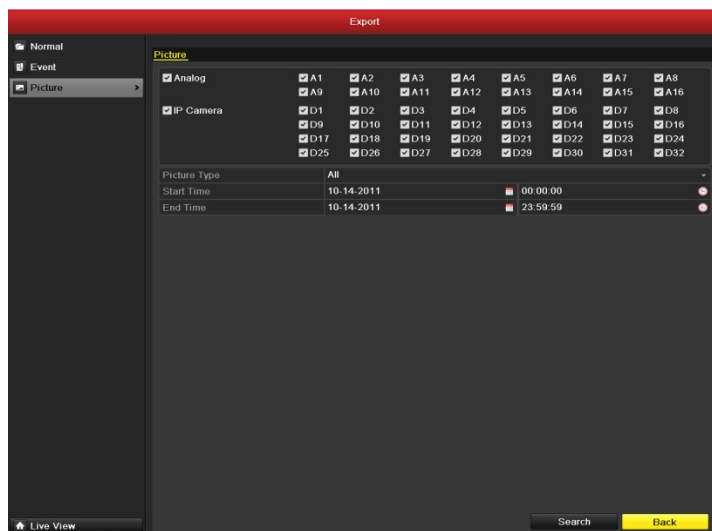 Export
Normal
Event
Picture
Picture
Analog A1 A2 A3 A4 A5 A6 A7 A8
A9 A10 A11 A12 A13 A14 A15 A16
IP Camera D1 D2 D3 D4 D5 D6 D7 D8
D9 D10 D11 D12 D13 D14 D15 D16
D17 D18 D19 D20 D21 D22 D23 D24
D25 D26 D27 D28 D29 D30 D31 D32
Picture Type All
Start Time 10-14-2011 00:00:00
End Time 10-14-2011 23:59:59
Live View Search Back